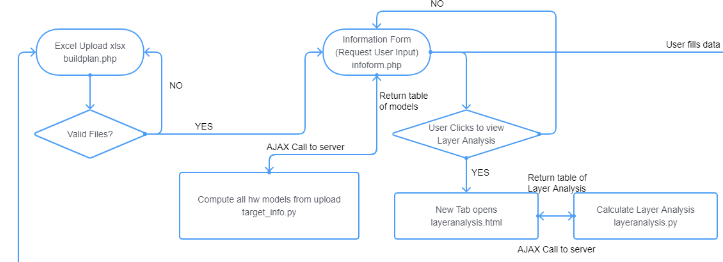 NO
Excel Upload xlsx
buildplan.php
Information Form
(Request User Input)
infoform.php
User fills data
NO
Return table
of models
Valid Files?
YES
User Clicks to view
Layer Analysis
AJAX Call to server
YES
Return table of
Layer Analysis
Compute all hw models from upload
target_info.py
New Tab opens
layeranalysis.html
Calculate Layer Analysis
layeranalysis.py
AJAX Call to server